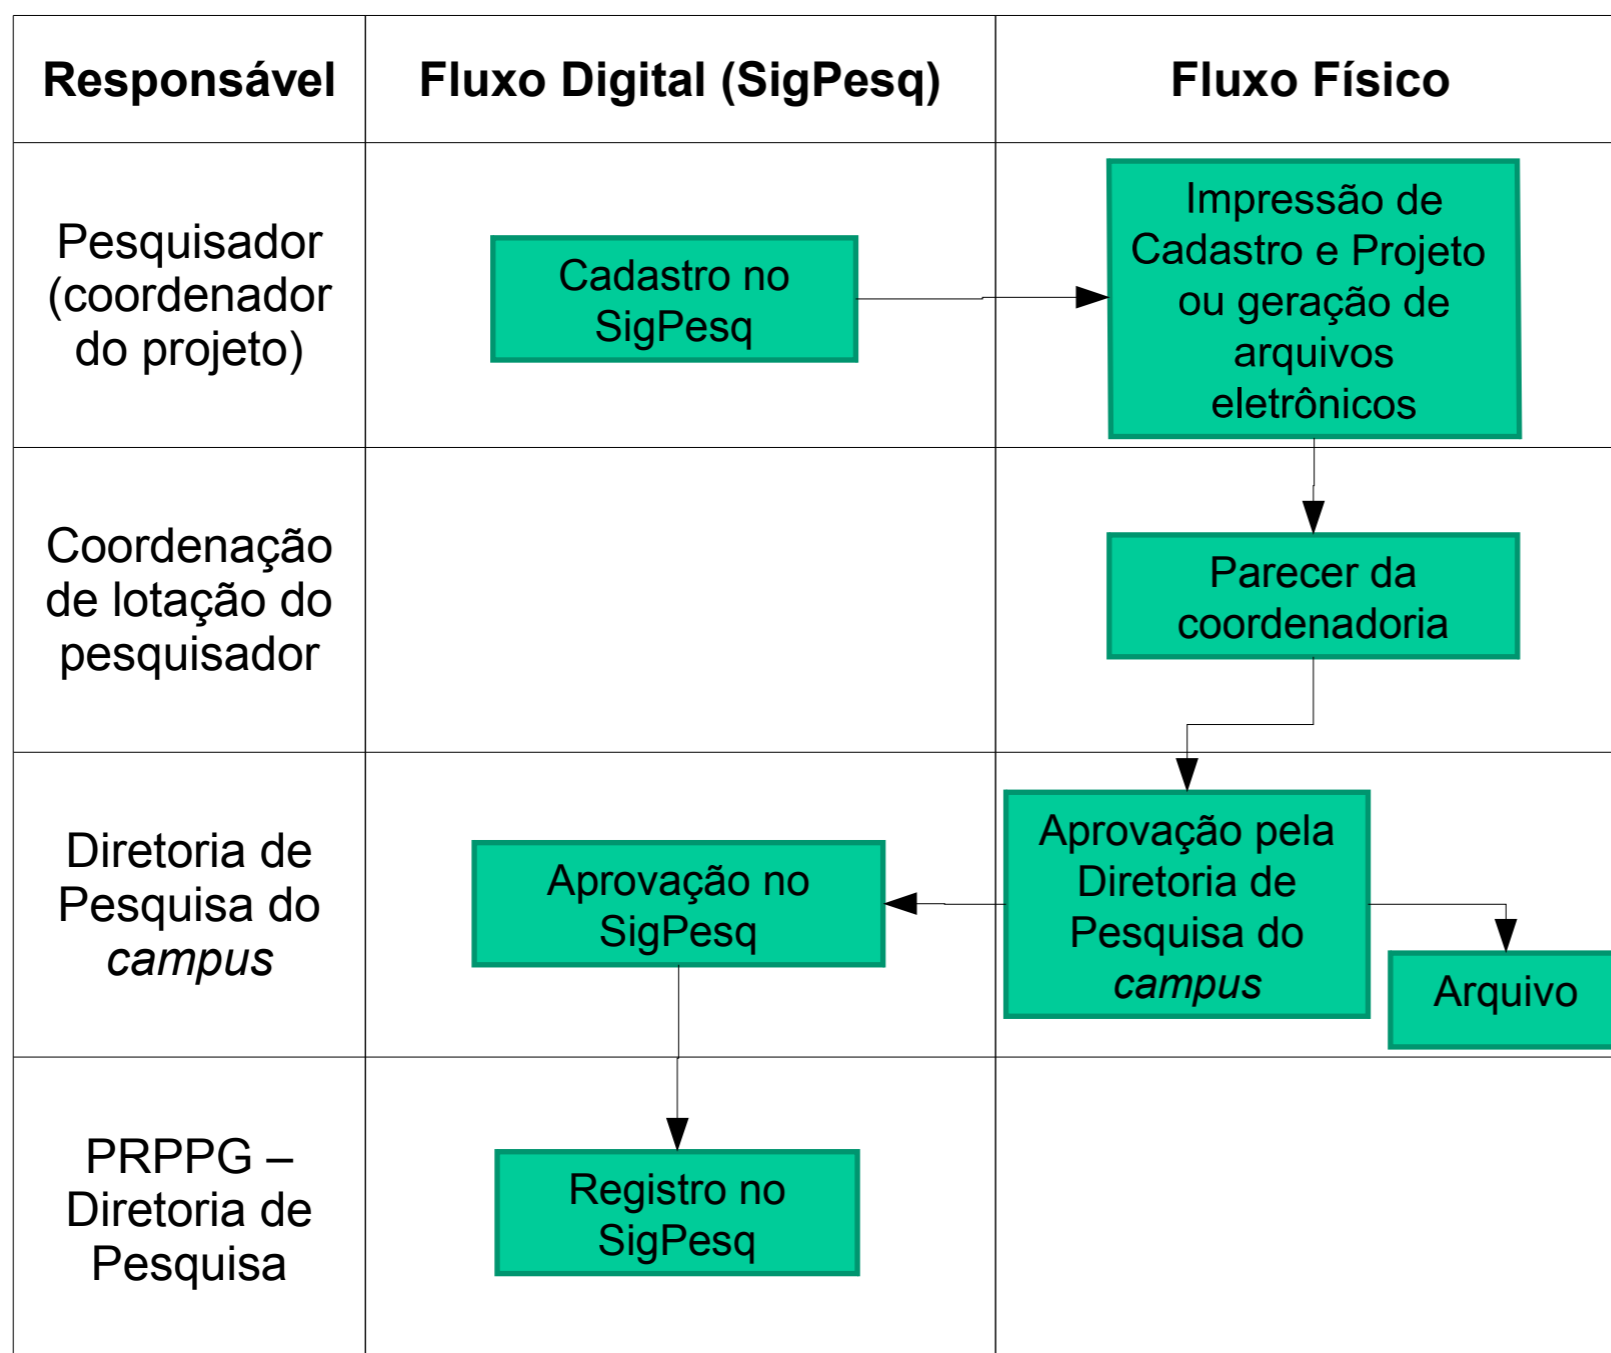 Responsável
Fluxo Digital (SigPesq)
Fluxo Físico
Pesquisador
(coordenador
do projeto)
Cadastro no
SigPesq
Impressão de
Cadastro e Projeto
ou geração de
arquivos
eletrônicos
Coordenação
de lotação do
pesquisador
Parecer da
coordenadoria
Diretoria de
Pesquisa do
campus
Aprovação no
SigPesq
Aprovação pela
Diretoria de
Pesquisa do
campus
Arquivo
PRPPG –
Diretoria de
Pesquisa
Registro no
SigPesq